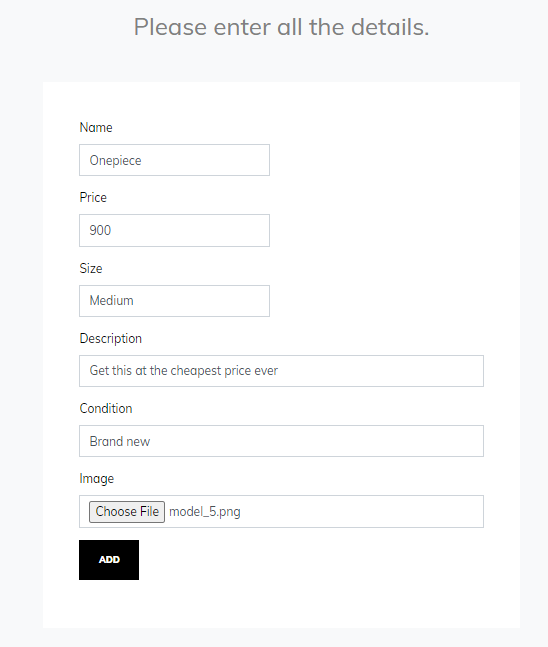 Please enter all the details.
Name
Onepiece
Price
900
Size
Medium
Description
Get this at the cheapest price ever
Condition
Brand new
Image
Choose File model_5.png
ADD